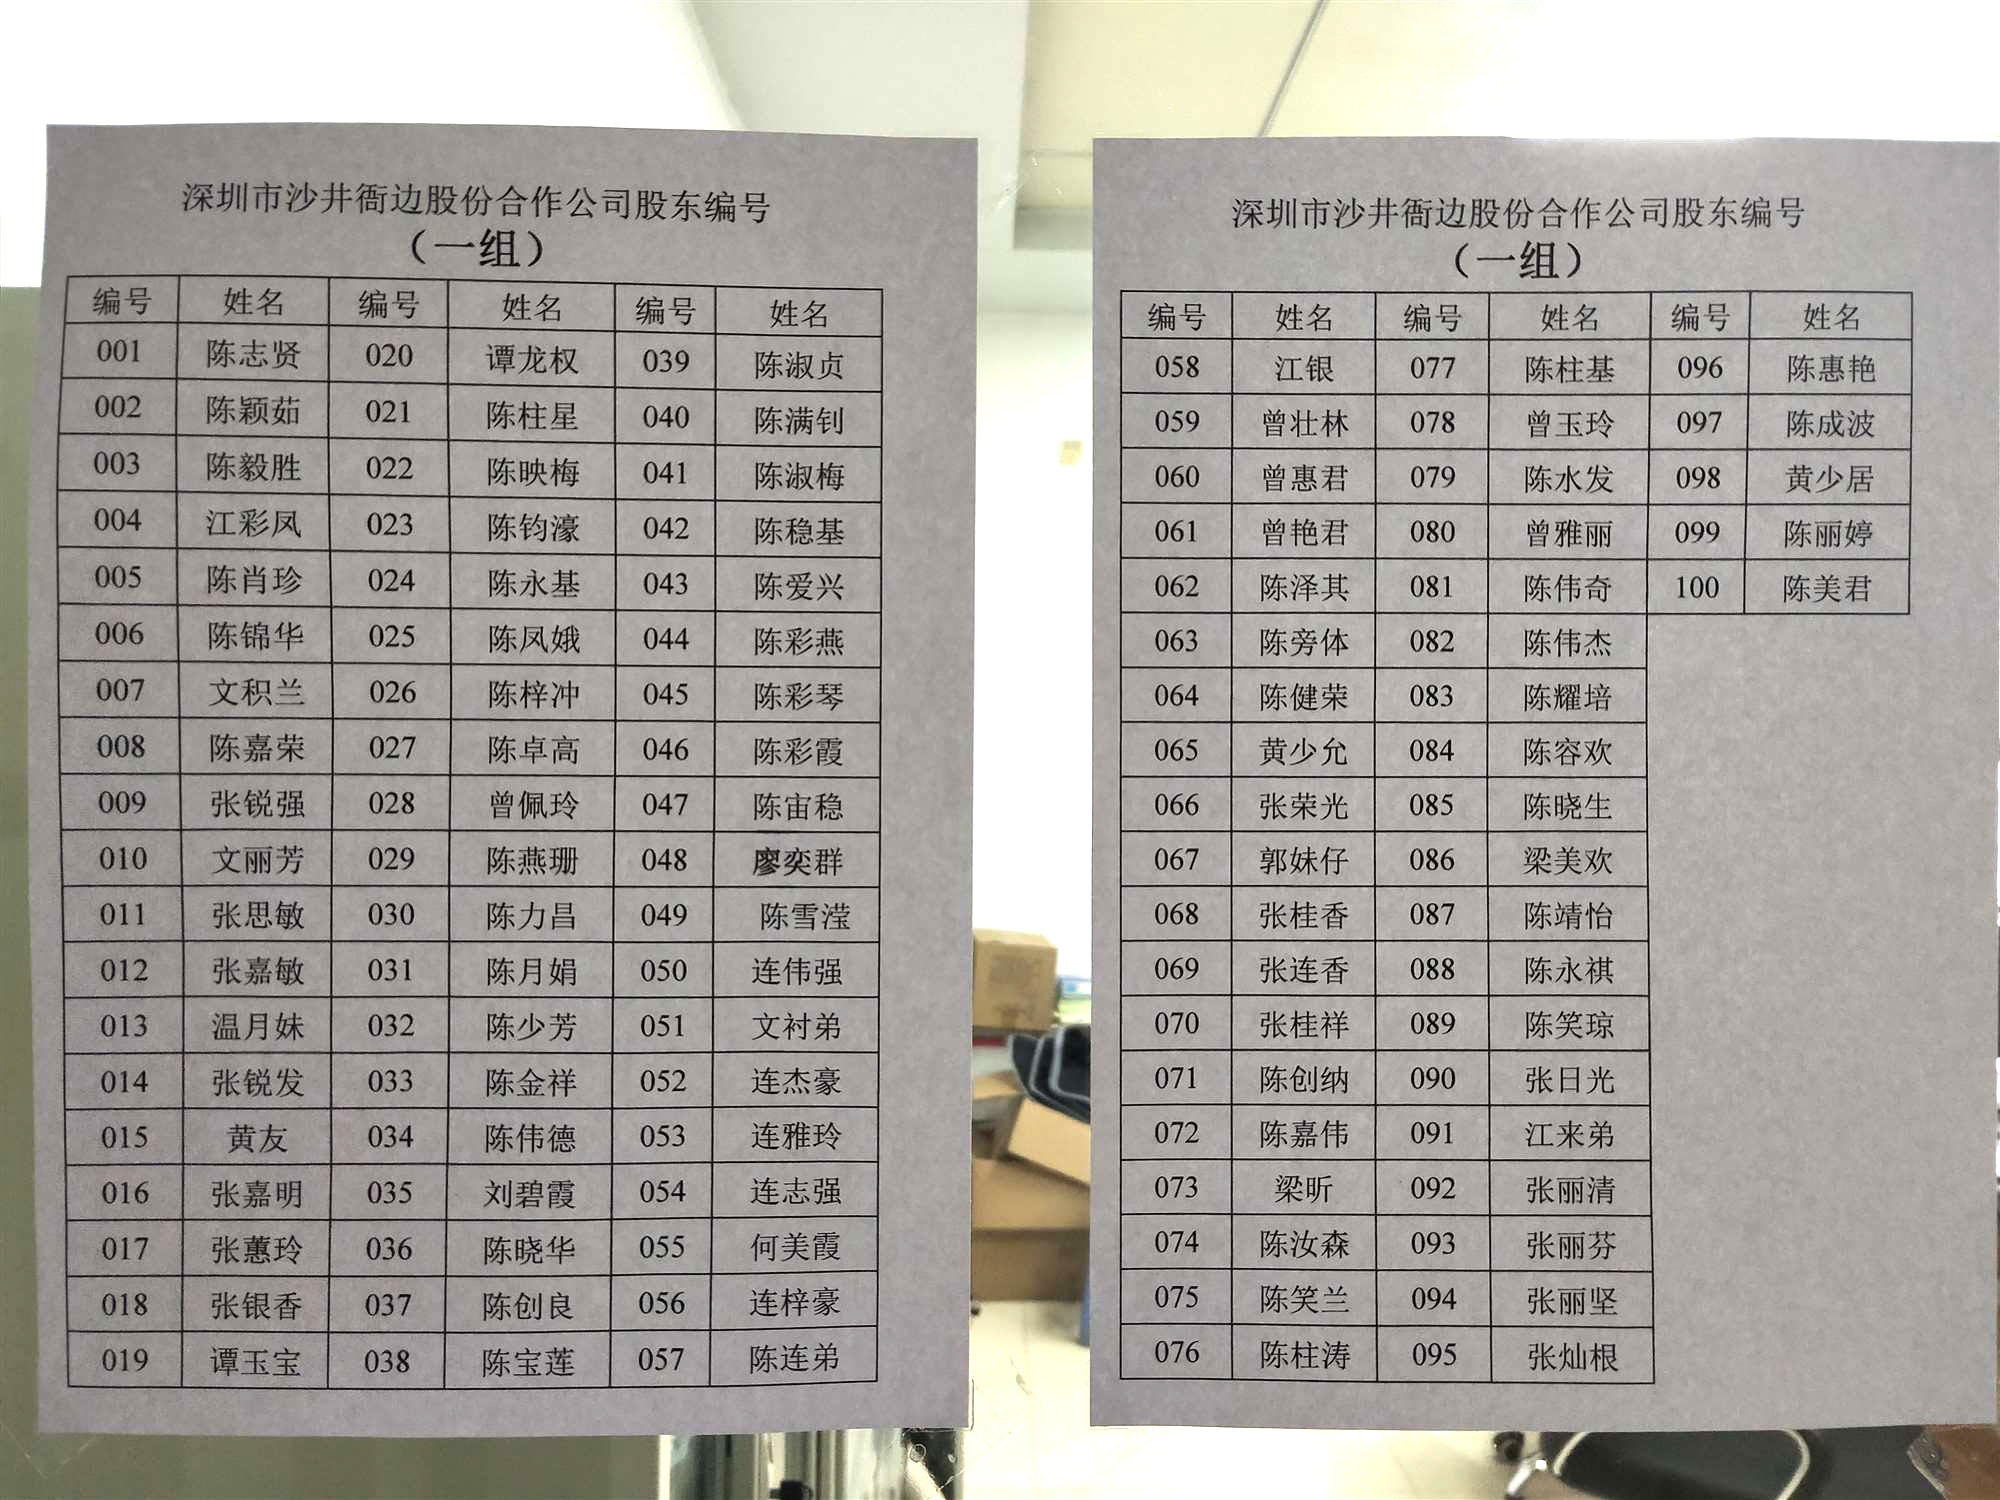 深圳市沙井衙边股份合作公司股东编号
（一组）
编号 姓名 编号 姓名 编号 姓名
001 陈志贤 020 谭龙权 039 陈淑贞
002 陈颖茹 021 陈柱星 040 陈满钊
003 陈毅胜 022 陈映梅 041 陈淑梅
004 江彩凤 023 陈钧濠 042 陈稳基
005 陈肖珍 024 陈永基 043 陈爱兴
006 陈锦华 025 陈凤娥 044 陈彩燕
007 文积兰 026 陈梓冲 045 陈彩琴
008 陈嘉荣 027 陈卓高 046 陈彩霞
009 张锐强 028 曾佩玲 047 陈宙稳
010 文丽芳 029 陈燕珊 048 廖奕群
011 张思敏 030 陈力昌 049 陈雪滢
012 张嘉敏 031 陈月娟 050 连伟强
013 温月妹 032 陈少芳 051 文衬弟
014 张锐发 033 陈金祥 052 连杰豪
015 黄友 034 陈伟德 053 连雅玲
016 张嘉明 035 刘碧霞 054 连志强
017 张蕙玲 036 陈晓华 055 何美霞
018 张银香 037 陈创良 056 连梓豪
019 谭玉宝 038 陈宝莲 057 陈连弟
深圳市沙井衙边股份合作公司股东编号
（一组）
编号 姓名 编号 姓名 编号 姓名
058 江银 077 陈柱基 096 陈惠艳
059 曾壮林 078 曾玉玲 097 陈成波
060 曾惠君 079 陈水发 098 黄少居
061 曾艳君 080 曾雅丽 099 陈丽婷
062 陈泽其 081 陈伟奇 100 陈美君
063 陈旁体 082 陈伟杰
064 陈健荣 083 陈耀培
065 黄少允 084 陈容欢
066 张荣光 085 陈晓生
067 郭妹仔 086 梁美欢
068 张桂香 087 陈靖怡
069 张连香 088 陈永祺
070 张桂祥 089 陈笑琼
071 陈创纳 090 张日光
072 陈嘉伟 091 江来弟
073 梁昕 092 张丽清
074 陈汝森 093 张丽芬
075 陈笑兰 094 张丽坚
076 陈柱涛 095 张灿根